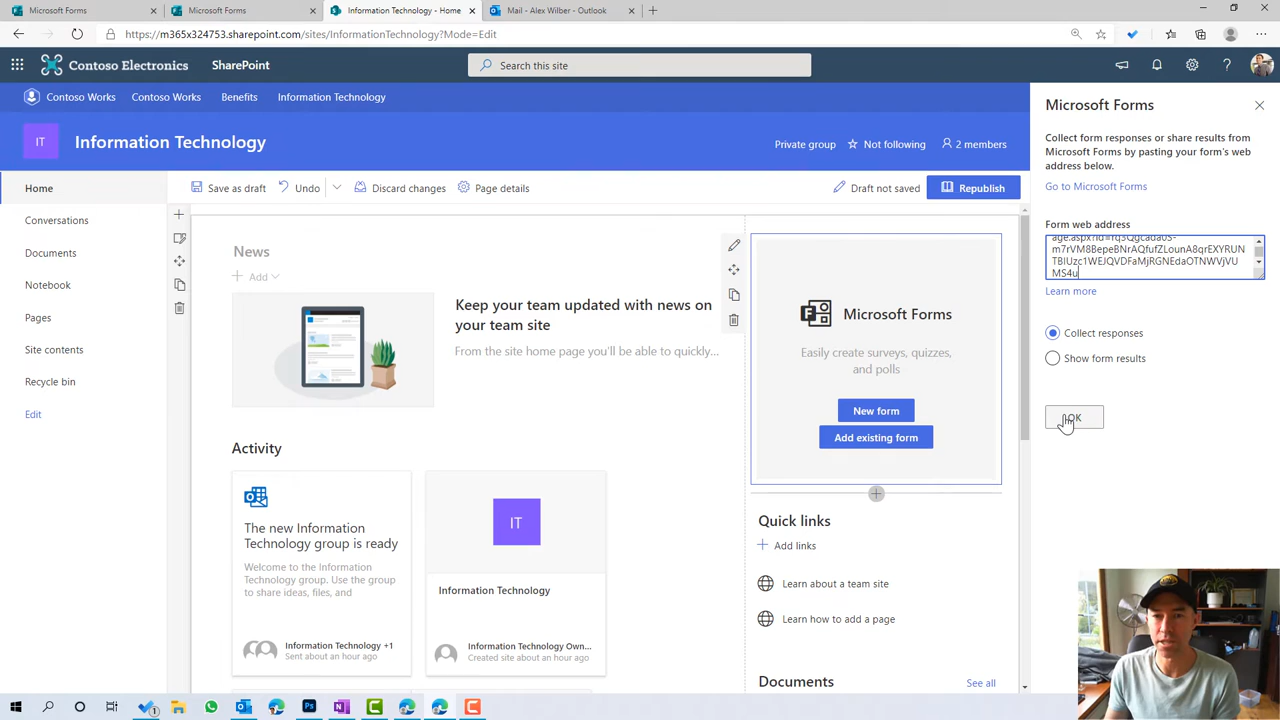 Microsoft Forms
Microsoft Forms
Information Technology - Home
Mail - Alex Wilber - Outlook
https://m365x324753.sharepoint.com/sites/InformationTechnology?Mode=Edit
Contoso Electronics
SharePoint
Search this site
Contoso Works
Contoso Works
Benefits
Information Technology
IT
Information Technology
Private group
Not following
2 members
Home
Conversations
Documents
Notebook
Pages
Site contents
Recycle bin
Edit
Save as draft
Undo
Discard changes
Page details
Draft not saved
Republish
News
Add
Keep your team updated with news on
your team site
From the site home page you'll be able to quickly...
Activity
The new Information
Technology group is ready
Welcome to the Information
Technology group. Use the group
to share ideas, files, and
Information Technology +1
Sent about an hour ago
IT
Information Technology
Information Technology Own...
Created site about an hour ago
Microsoft Forms
Easily create surveys, quizzes,
and polls
New form
Add existing form
Quick links
Add links
Learn about a team site
Learn how to add a page
Documents
See all
Microsoft Forms
Collect form responses or share results from
Microsoft Forms by pasting your form's web
address below.
Go to Microsoft Forms
Form web address
m7rVM8BepeBNrAQfufZLounA8qrEXYRUN
TBIUzc1WEJQVDFaMjRGNEdaOTNWVjVU
MS4u
Learn more
Collect responses
Show form results
OK